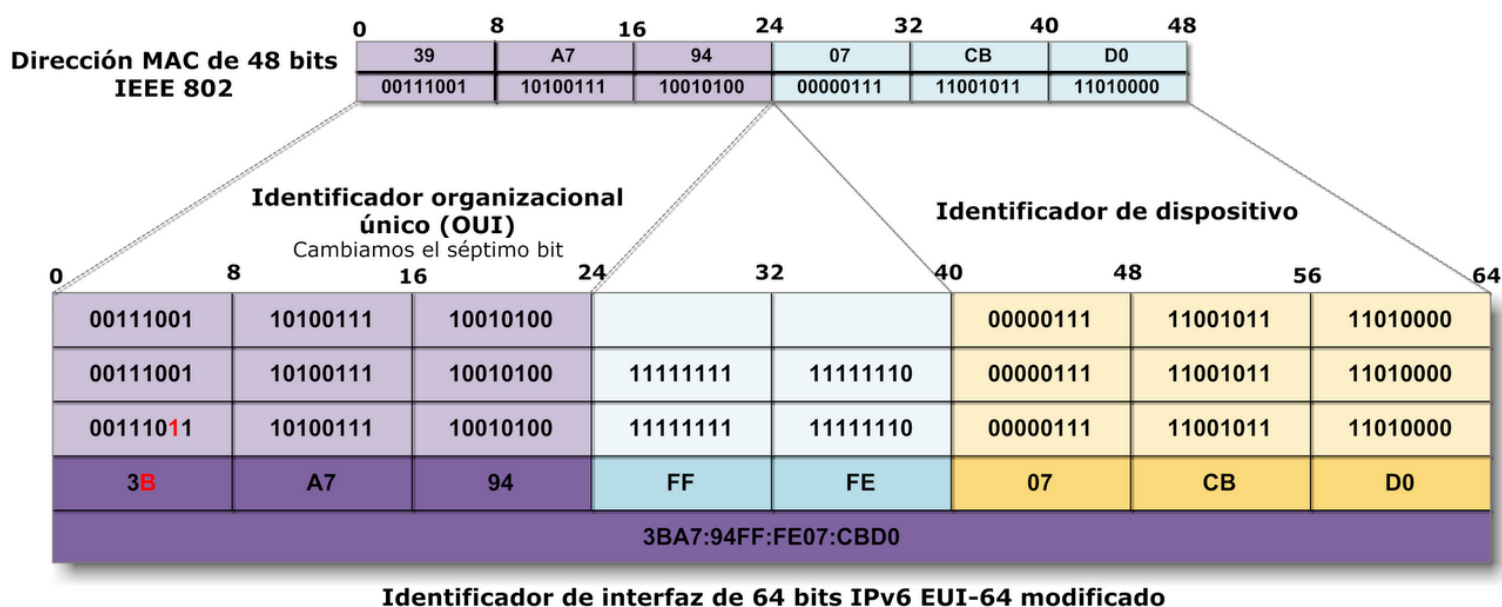 0 8 16 24 32 40 48
Dirección MAC de 48 bits
IEEE 802
39 A7 94 07 CB D0
00111001 10100111 10010100 00000111 11001011 11010000
Identificador organizacional
único (OUI)
Cambiamos el séptimo bit
Identificador de dispositivo
0 8 16 24 32 40 48 56 64
00111001 10100111 10010100 00000111 11001011 11010000
00111001 10100111 10010100 11111111 11111110 00000111 11001011 11010000
00111011 10100111 10010100 11111111 11111110 00000111 11001011 11010000
3B A7 94 FF FE 07 CB D0
3BA7:94FF:FE07:CBD0
Identificador de interfaz de 64 bits IPv6 EUI-64 modificado